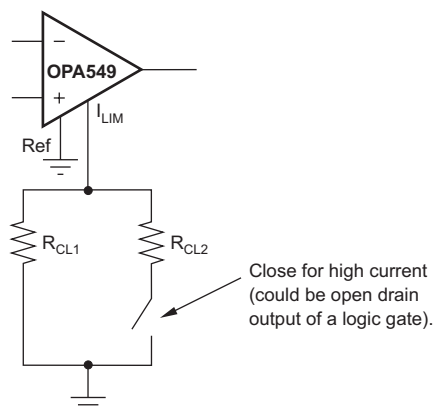 −
OPA549
+
I_LIM
Ref
R_CL1
R_CL2
Close for high current
(could be open drain
output of a logic gate).